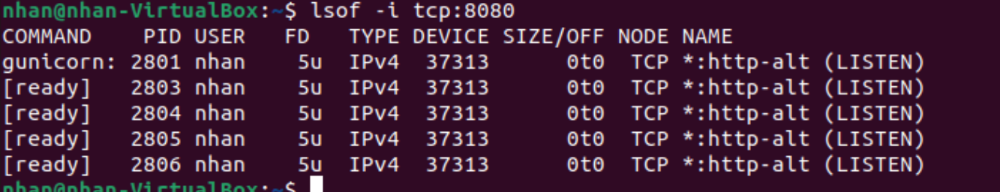 nhan@nhan-VirtualBox:~$ lsof -i tcp:8080
COMMAND    PID USER   FD   TYPE DEVICE SIZE/OFF NODE NAME
gunicorn: 2801 nhan    5u  IPv4  37313      0t0  TCP *:http-alt (LISTEN)
[ready]   2803 nhan    5u  IPv4  37313      0t0  TCP *:http-alt (LISTEN)
[ready]   2804 nhan    5u  IPv4  37313      0t0  TCP *:http-alt (LISTEN)
[ready]   2805 nhan    5u  IPv4  37313      0t0  TCP *:http-alt (LISTEN)
[ready]   2806 nhan    5u  IPv4  37313      0t0  TCP *:http-alt (LISTEN)
nhan@nhan-VirtualBox:~$